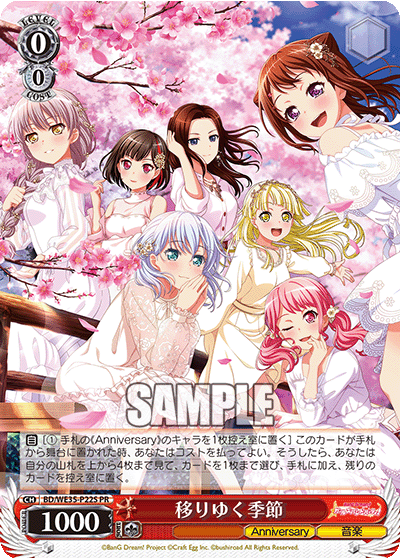 LEVEL
0
0
COST
SAMPLE
自 [① 手札の《Anniversary》のキャラを1枚控え室に置く] このカードが手札
から舞台に置かれた時、あなたはコストを払ってよい。そうしたら、あなたは
自分の山札を上から4枚まで見て、カードを1枚まで選び、手札に加え、残りの
カードを控え室に置く。
CH BD/WE35-P22S PR
1000
移りゆく季節
Anniversary 音楽
©BanG Dream! Project ©Craft Egg Inc. ©bushiroad All Rights Reserved.